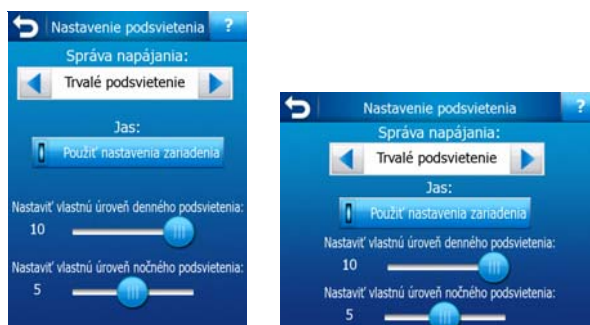 Nastavenie podsvietenia ?
Správa napájania:
Trvalé podsvietenie
Jas:
Použiť nastavenia zariadenia
Nastaviť vlastnú úroveň denného podsvietenia:
10
Nastaviť vlastnú úroveň nočného podsvietenia:
5
Nastavenie podsvietenia ?
Správa napájania:
Trvalé podsvietenie
Jas:
Použiť nastavenia zariadenia
Nastaviť vlastnú úroveň denného podsvietenia:
10
Nastaviť vlastnú úroveň nočného podsvietenia:
5